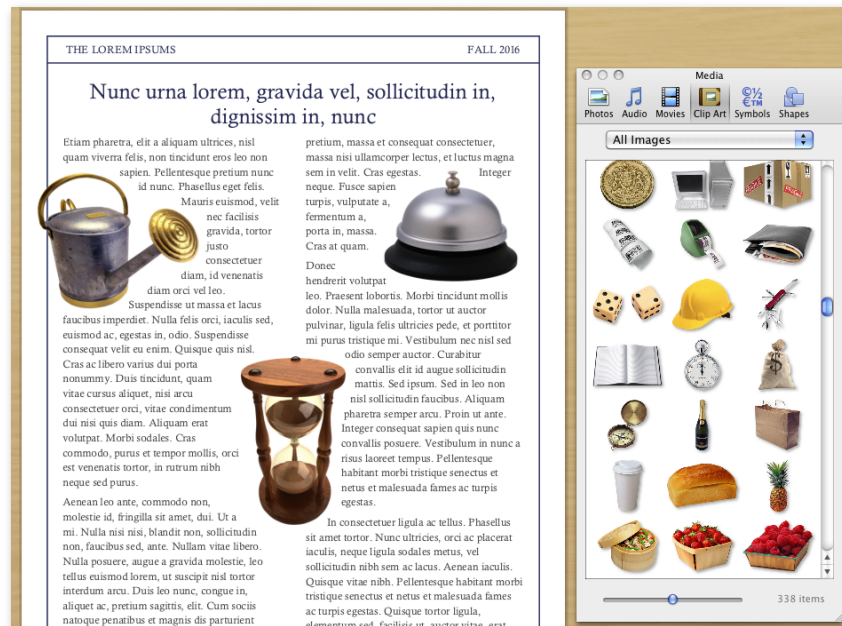 THE LOREM IPSUMS
FALL 2016
Nunc urna lorem, gravida vel, sollicitudin in,
dignissim in, nunc
Etiam pharetra, elit a aliquam ultrices, nisl
quam viverra felis, non tincidunt eros leo non
sapien. Pellentesque pretium nunc
id nunc. Phasellus eget felis.
Mauris euismod, velit
nec facilisis
gravida, tortor
justo
consectetuer
diam, id venenatis
diam orci vel leo.
Suspendisse ut massa et lacus
faucibus imperdiet. Nulla felis orci, iaculis sed,
euismod ac, egestas in, odio. Suspendisse
consequat velit eu enim. Quisque quis nisl.
Cras ac libero varius dui porta
nonummy. Duis tincidunt, quam
vitae cursus aliquet, nisi arcu
consectetuer orci, vitae condimentum
dui nisi quis diam. Aliquam erat
volutpat. Morbi sodales. Cras
commodo, purus et tempor mollis, orci
est venenatis tortor, in rutrum nibh
neque sed purus.
Aenean leo ante, commodo non,
molestie id, fringilla sit amet, dui. Ut a
mi. Nulla nisi nisi, blandit non, sollicitudin
non, faucibus sed, ante. Nullam vitae libero.
Nulla posuere, augue a gravida molestie, leo
tellus euismod lorem, ut suscipit nisl tortor
interdum arcu. Duis leo nunc, congue in,
aliquet ac, pretium sagittis, elit. Cum sociis
natoque penatibus et magnis dis parturient
pretium, massa et consequat consectetuer,
massa nisi ullamcorper lectus, et luctus magna
sem in velit. Cras egestas. Integer
neque. Fusce sapien
turpis, vulputate a,
fermentum a,
porta in, massa.
Cras at quam.
Donec
hendrerit volutpat
leo. Praesent lobortis. Morbi tincidunt mollis
dolor. Nulla malesuada, tortor ut auctor
pulvinar, ligula felis ultricies pede, et porttitor
mi purus tristique mi. Vestibulum nec nisl sed
odio semper auctor. Curabitur
convallis elit id augue sollicitudin
mattis. Sed ipsum. Sed in leo non
nisl sollicitudin faucibus. Aliquam
pharetra semper arcu. Proin ut ante.
Integer consequat sapien quis nunc
convallis posuere. Vestibulum in nunc a
risus laoreet tempus. Pellentesque
habitant morbi tristique senectus et
netus et malesuada fames ac turpis
egestas.
In consectetuer ligula ac tellus. Phasellus
sit amet tortor. Nunc ultricies, orci ac placerat
iaculis, neque ligula sodales metus, vel
sollicitudin nibh sem ac lacus. Aenean iaculis.
Quisque vitae nibh. Pellentesque habitant morbi
tristique senectus et netus et malesuada fames
ac turpis egestas. Quisque tortor ligula,
elementum sed, facilisis ut, auctor vitae, erat
Media
©½
€™
Photos Audio Movies Clip Art Symbols Shapes
All Images
338 items